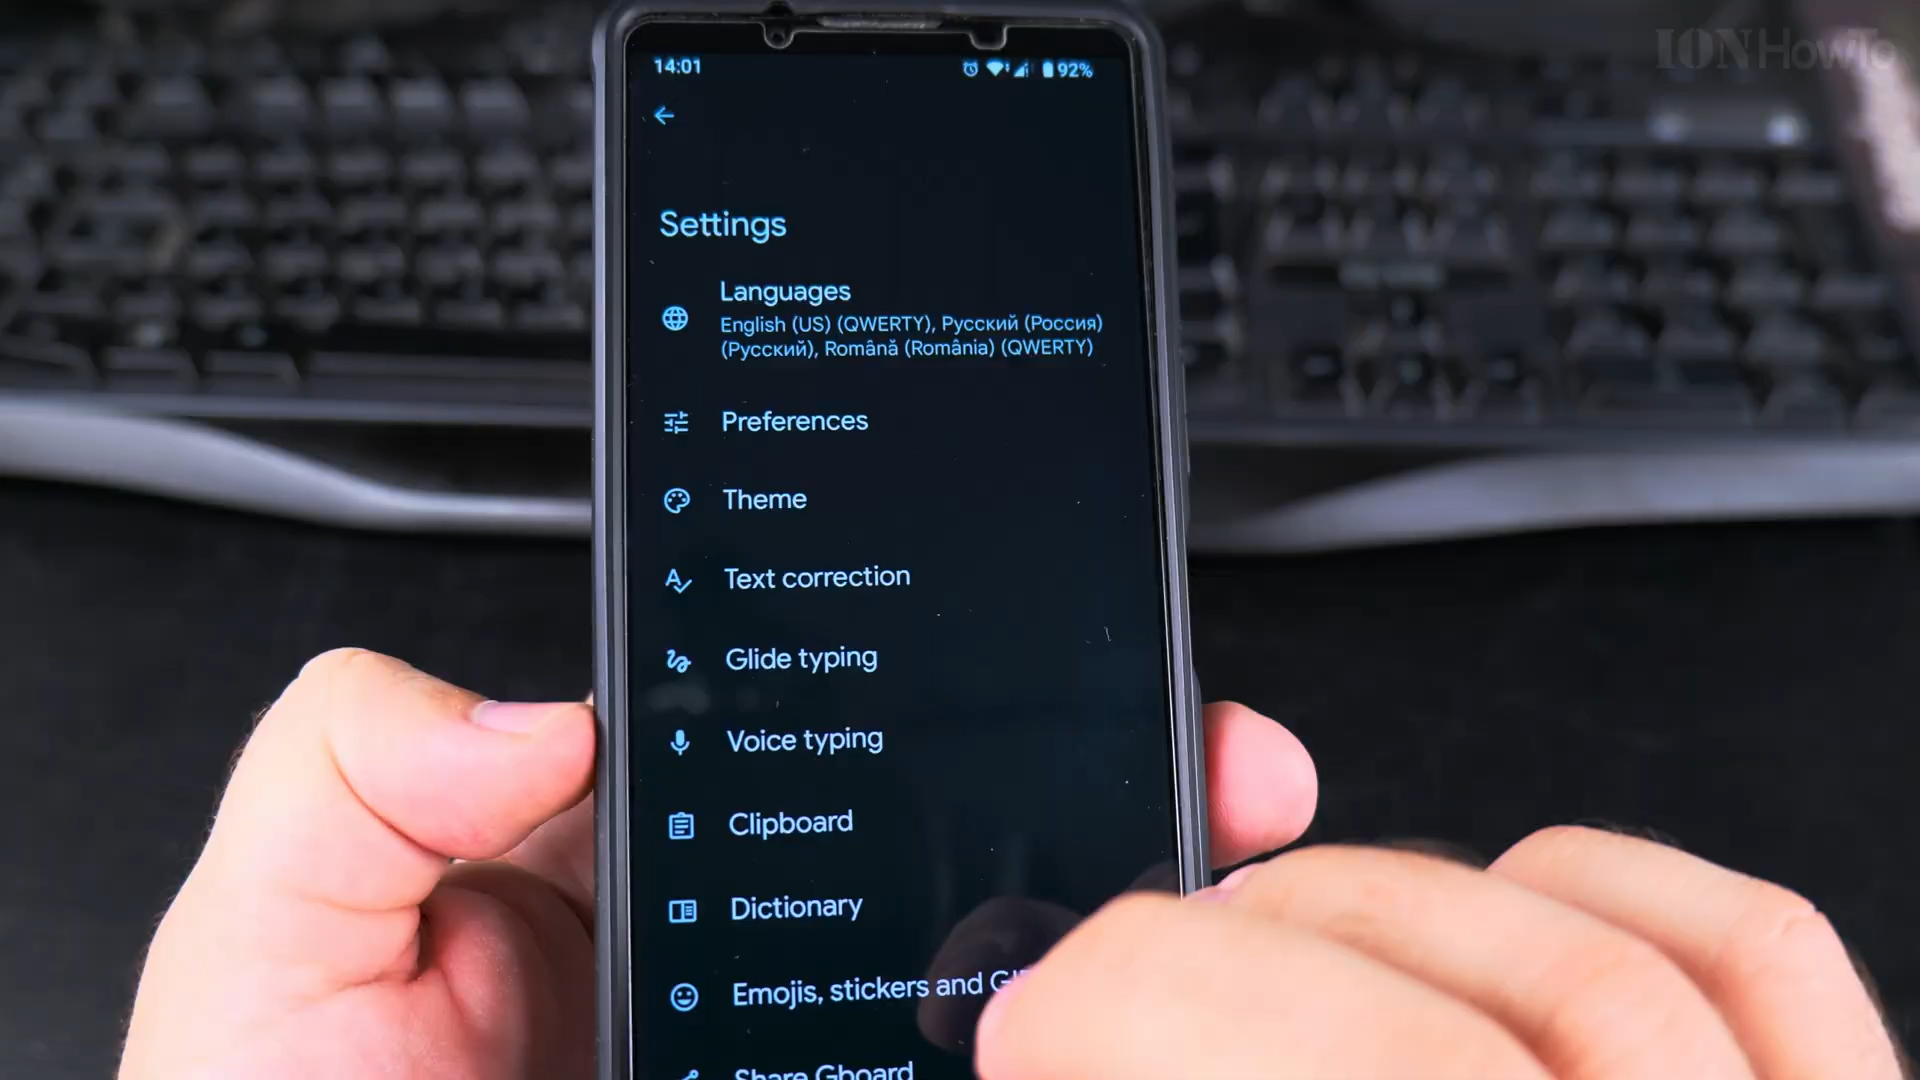 IONHowTo
14:01
92%
Settings
Languages
English (US) (QWERTY), Русский (Россия)
(Русский), Română (România) (QWERTY)
Preferences
Theme
Text correction
Glide typing
Voice typing
Clipboard
Dictionary
Emojis, stickers and
Share Gboard